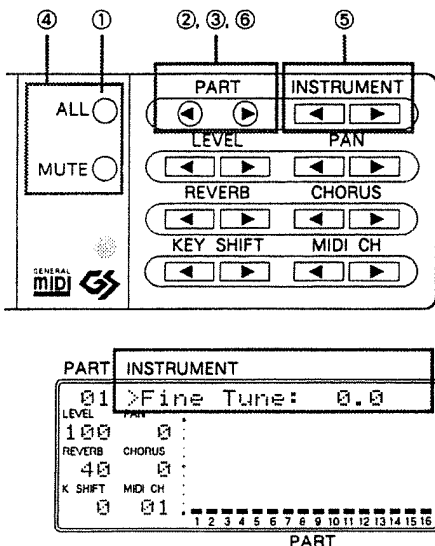 ④ ① ②, ③, ⑥ ⑤
PART INSTRUMENT
ALL
LEVEL PAN
MUTE
REVERB CHORUS
KEY SHIFT MIDI CH
GENERAL
MIDI GS
PART INSTRUMENT
01 >Fine Tune: 0.0
LEVEL PAN
100 0
REVERB CHORUS
40 0
K SHIFT MIDI CH
0 01
1 2 3 4 5 6 7 8 9 10 11 12 13 14 15 16
PART